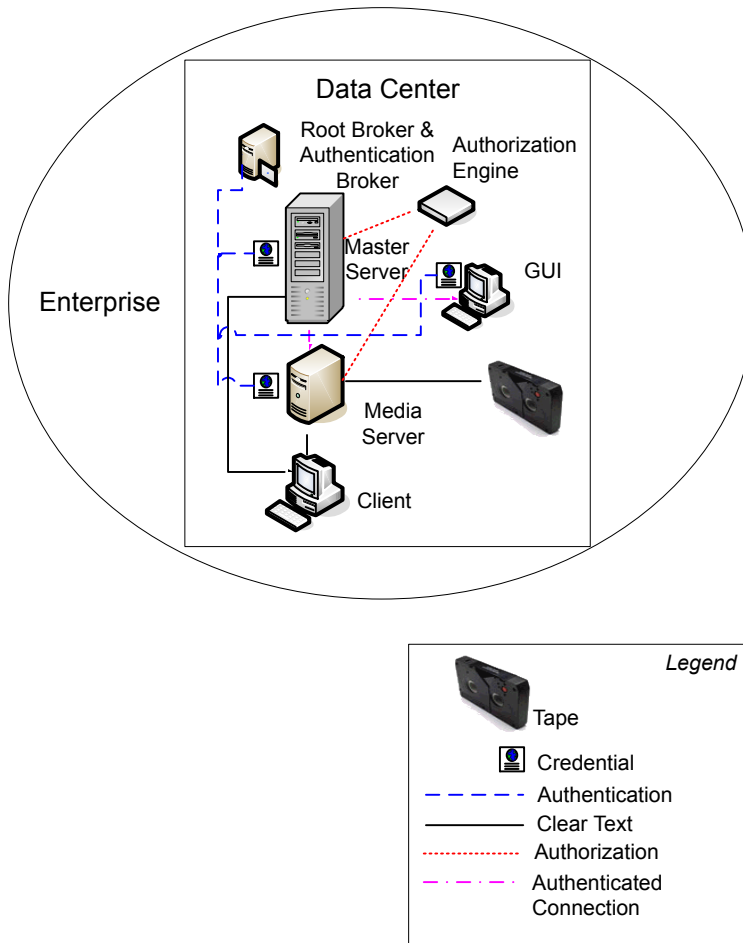 Data Center
Root Broker &
Authentication
Broker
Authorization
Engine
Master
Server
GUI
Enterprise
Media
Server
Client
Legend
Tape
Credential
Authentication
Clear Text
Authorization
Authenticated
Connection